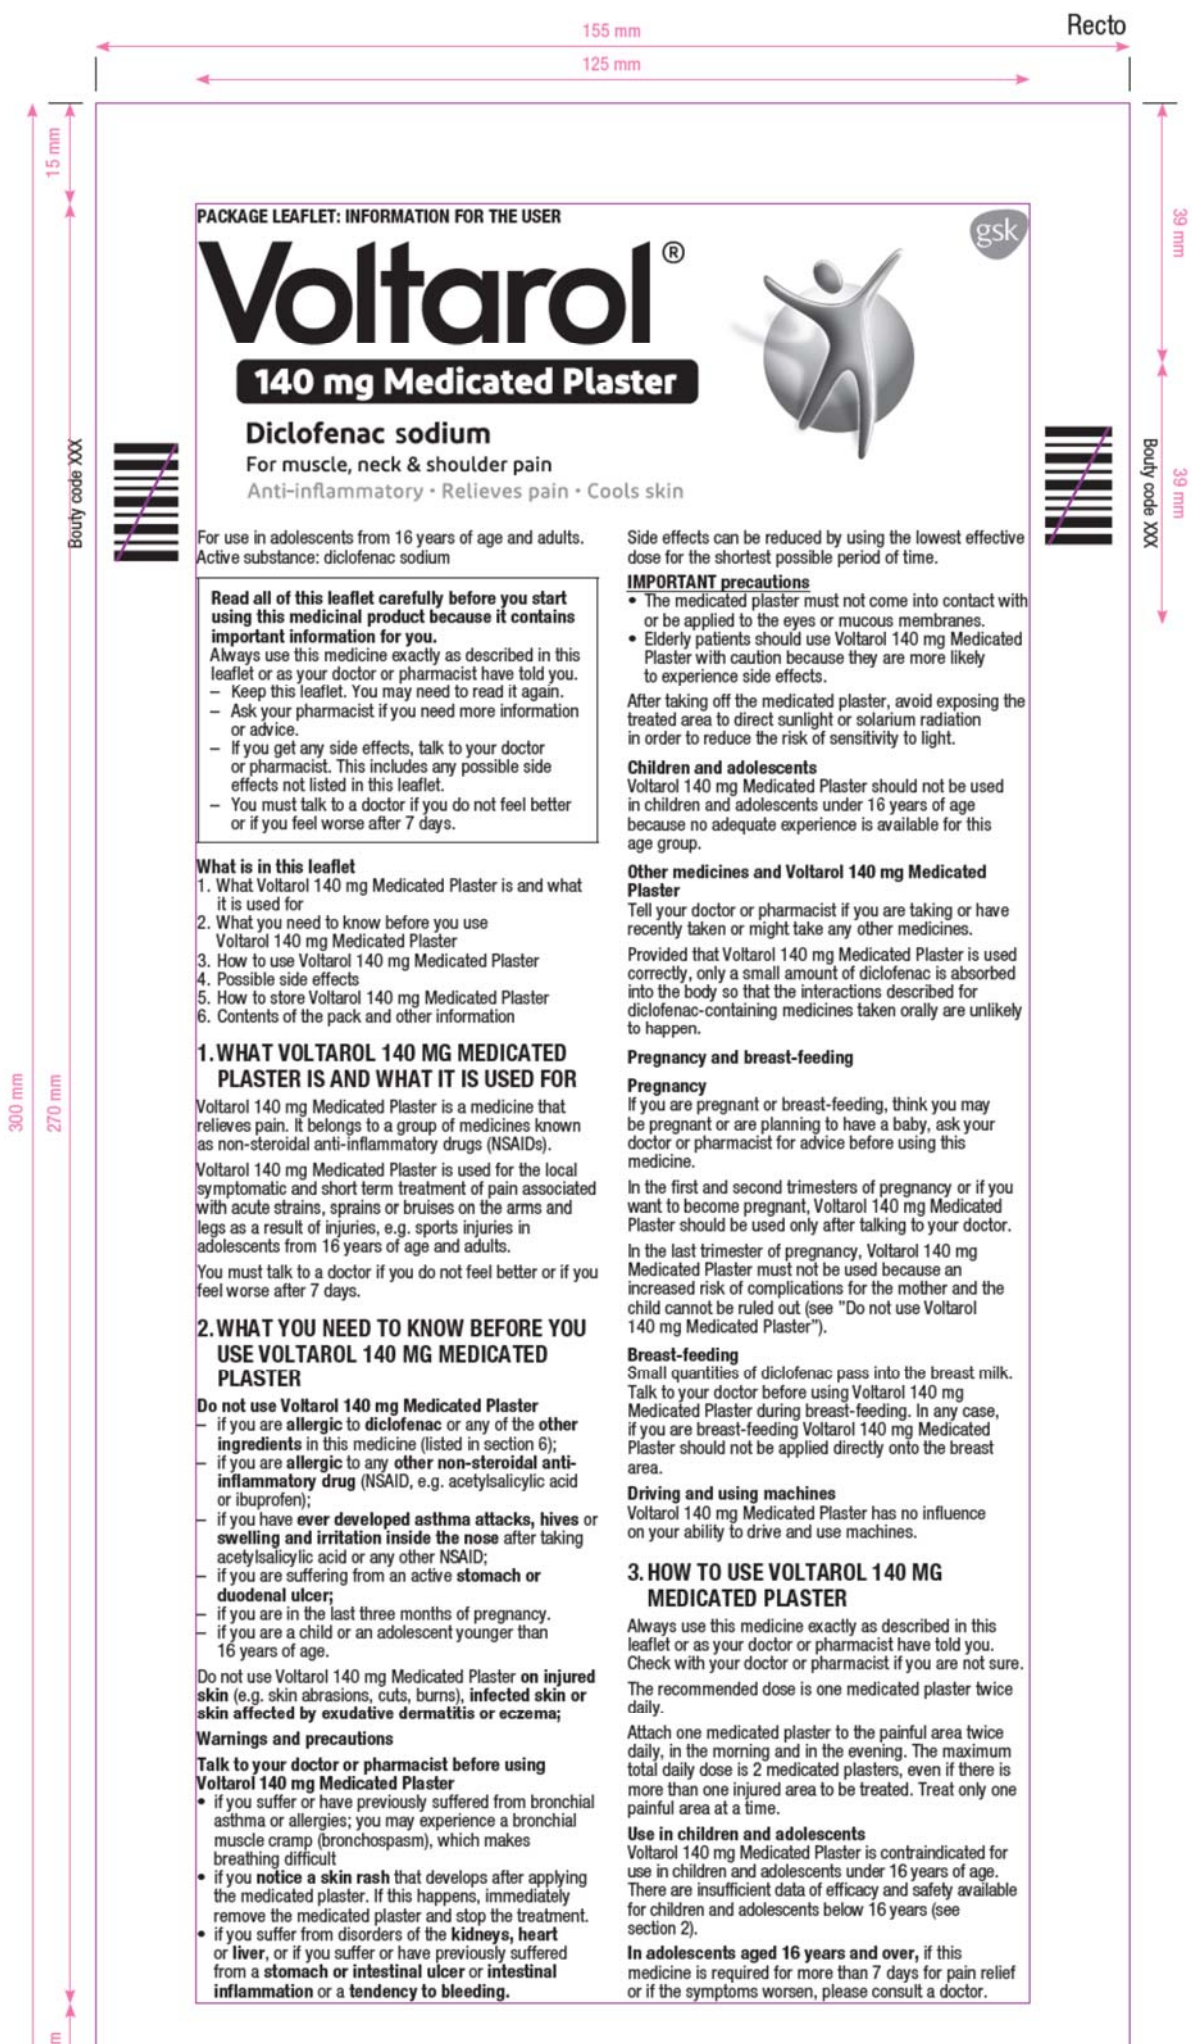 Recto
155 mm
125 mm
15 mm
39 mm
PACKAGE LEAFLET: INFORMATION FOR THE USER
gsk
Voltarol®
140 mg Medicated Plaster
Diclofenac sodium
For muscle, neck & shoulder pain
Anti-inflammatory · Relieves pain · Cools skin
Bouty code XXX
Bouty code XXX
39 mm
300 mm
270 mm
For use in adolescents from 16 years of age and adults.
Active substance: diclofenac sodium
Read all of this leaflet carefully before you start
using this medicinal product because it contains
important information for you.
Always use this medicine exactly as described in this
leaflet or as your doctor or pharmacist have told you.
– Keep this leaflet. You may need to read it again.
– Ask your pharmacist if you need more information
or advice.
– If you get any side effects, talk to your doctor
or pharmacist. This includes any possible side
effects not listed in this leaflet.
– You must talk to a doctor if you do not feel better
or if you feel worse after 7 days.
What is in this leaflet
1. What Voltarol 140 mg Medicated Plaster is and what
it is used for
2. What you need to know before you use
Voltarol 140 mg Medicated Plaster
3. How to use Voltarol 140 mg Medicated Plaster
4. Possible side effects
5. How to store Voltarol 140 mg Medicated Plaster
6. Contents of the pack and other information
1. WHAT VOLTAROL 140 MG MEDICATED
PLASTER IS AND WHAT IT IS USED FOR
Voltarol 140 mg Medicated Plaster is a medicine that
relieves pain. It belongs to a group of medicines known
as non-steroidal anti-inflammatory drugs (NSAIDs).
Voltarol 140 mg Medicated Plaster is used for the local
symptomatic and short term treatment of pain associated
with acute strains, sprains or bruises on the arms and
legs as a result of injuries, e.g. sports injuries in
adolescents from 16 years of age and adults.
You must talk to a doctor if you do not feel better or if you
feel worse after 7 days.
2. WHAT YOU NEED TO KNOW BEFORE YOU
USE VOLTAROL 140 MG MEDICATED
PLASTER
Do not use Voltarol 140 mg Medicated Plaster
– if you are allergic to diclofenac or any of the other
ingredients in this medicine (listed in section 6);
– if you are allergic to any other non-steroidal anti-
inflammatory drug (NSAID, e.g. acetylsalicylic acid
or ibuprofen);
– if you have ever developed asthma attacks, hives or
swelling and irritation inside the nose after taking
acetylsalicylic acid or any other NSAID;
– if you are suffering from an active stomach or
duodenal ulcer;
– if you are in the last three months of pregnancy.
– if you are a child or an adolescent younger than
16 years of age.
Do not use Voltarol 140 mg Medicated Plaster on injured
skin (e.g. skin abrasions, cuts, burns), infected skin or
skin affected by exudative dermatitis or eczema;
Warnings and precautions
Talk to your doctor or pharmacist before using
Voltarol 140 mg Medicated Plaster
• if you suffer or have previously suffered from bronchial
asthma or allergies; you may experience a bronchial
muscle cramp (bronchospasm), which makes
breathing difficult
• if you notice a skin rash that develops after applying
the medicated plaster. If this happens, immediately
remove the medicated plaster and stop the treatment.
• if you suffer from disorders of the kidneys, heart
or liver, or if you suffer or have previously suffered
from a stomach or intestinal ulcer or intestinal
inflammation or a tendency to bleeding.
Side effects can be reduced by using the lowest effective
dose for the shortest possible period of time.
IMPORTANT precautions
• The medicated plaster must not come into contact with
or be applied to the eyes or mucous membranes.
• Elderly patients should use Voltarol 140 mg Medicated
Plaster with caution because they are more likely
to experience side effects.
After taking off the medicated plaster, avoid exposing the
treated area to direct sunlight or solarium radiation
in order to reduce the risk of sensitivity to light.
Children and adolescents
Voltarol 140 mg Medicated Plaster should not be used
in children and adolescents under 16 years of age
because no adequate experience is available for this
age group.
Other medicines and Voltarol 140 mg Medicated
Plaster
Tell your doctor or pharmacist if you are taking or have
recently taken or might take any other medicines.
Provided that Voltarol 140 mg Medicated Plaster is used
correctly, only a small amount of diclofenac is absorbed
into the body so that the interactions described for
diclofenac-containing medicines taken orally are unlikely
to happen.
Pregnancy and breast-feeding
Pregnancy
If you are pregnant or breast-feeding, think you may
be pregnant or are planning to have a baby, ask your
doctor or pharmacist for advice before using this
medicine.
In the first and second trimesters of pregnancy or if you
want to become pregnant, Voltarol 140 mg Medicated
Plaster should be used only after talking to your doctor.
In the last trimester of pregnancy, Voltarol 140 mg
Medicated Plaster must not be used because an
increased risk of complications for the mother and the
child cannot be ruled out (see "Do not use Voltarol
140 mg Medicated Plaster").
Breast-feeding
Small quantities of diclofenac pass into the breast milk.
Talk to your doctor before using Voltarol 140 mg
Medicated Plaster during breast-feeding. In any case,
if you are breast-feeding Voltarol 140 mg Medicated
Plaster should not be applied directly onto the breast
area.
Driving and using machines
Voltarol 140 mg Medicated Plaster has no influence
on your ability to drive and use machines.
3. HOW TO USE VOLTAROL 140 MG
MEDICATED PLASTER
Always use this medicine exactly as described in this
leaflet or as your doctor or pharmacist have told you.
Check with your doctor or pharmacist if you are not sure.
The recommended dose is one medicated plaster twice
daily.
Attach one medicated plaster to the painful area twice
daily, in the morning and in the evening. The maximum
total daily dose is 2 medicated plasters, even if there is
more than one injured area to be treated. Treat only one
painful area at a time.
Use in children and adolescents
Voltarol 140 mg Medicated Plaster is contraindicated for
use in children and adolescents under 16 years of age.
There are insufficient data of efficacy and safety available
for children and adolescents below 16 years (see
section 2).
In adolescents aged 16 years and over, if this
medicine is required for more than 7 days for pain relief
or if the symptoms worsen, please consult a doctor.